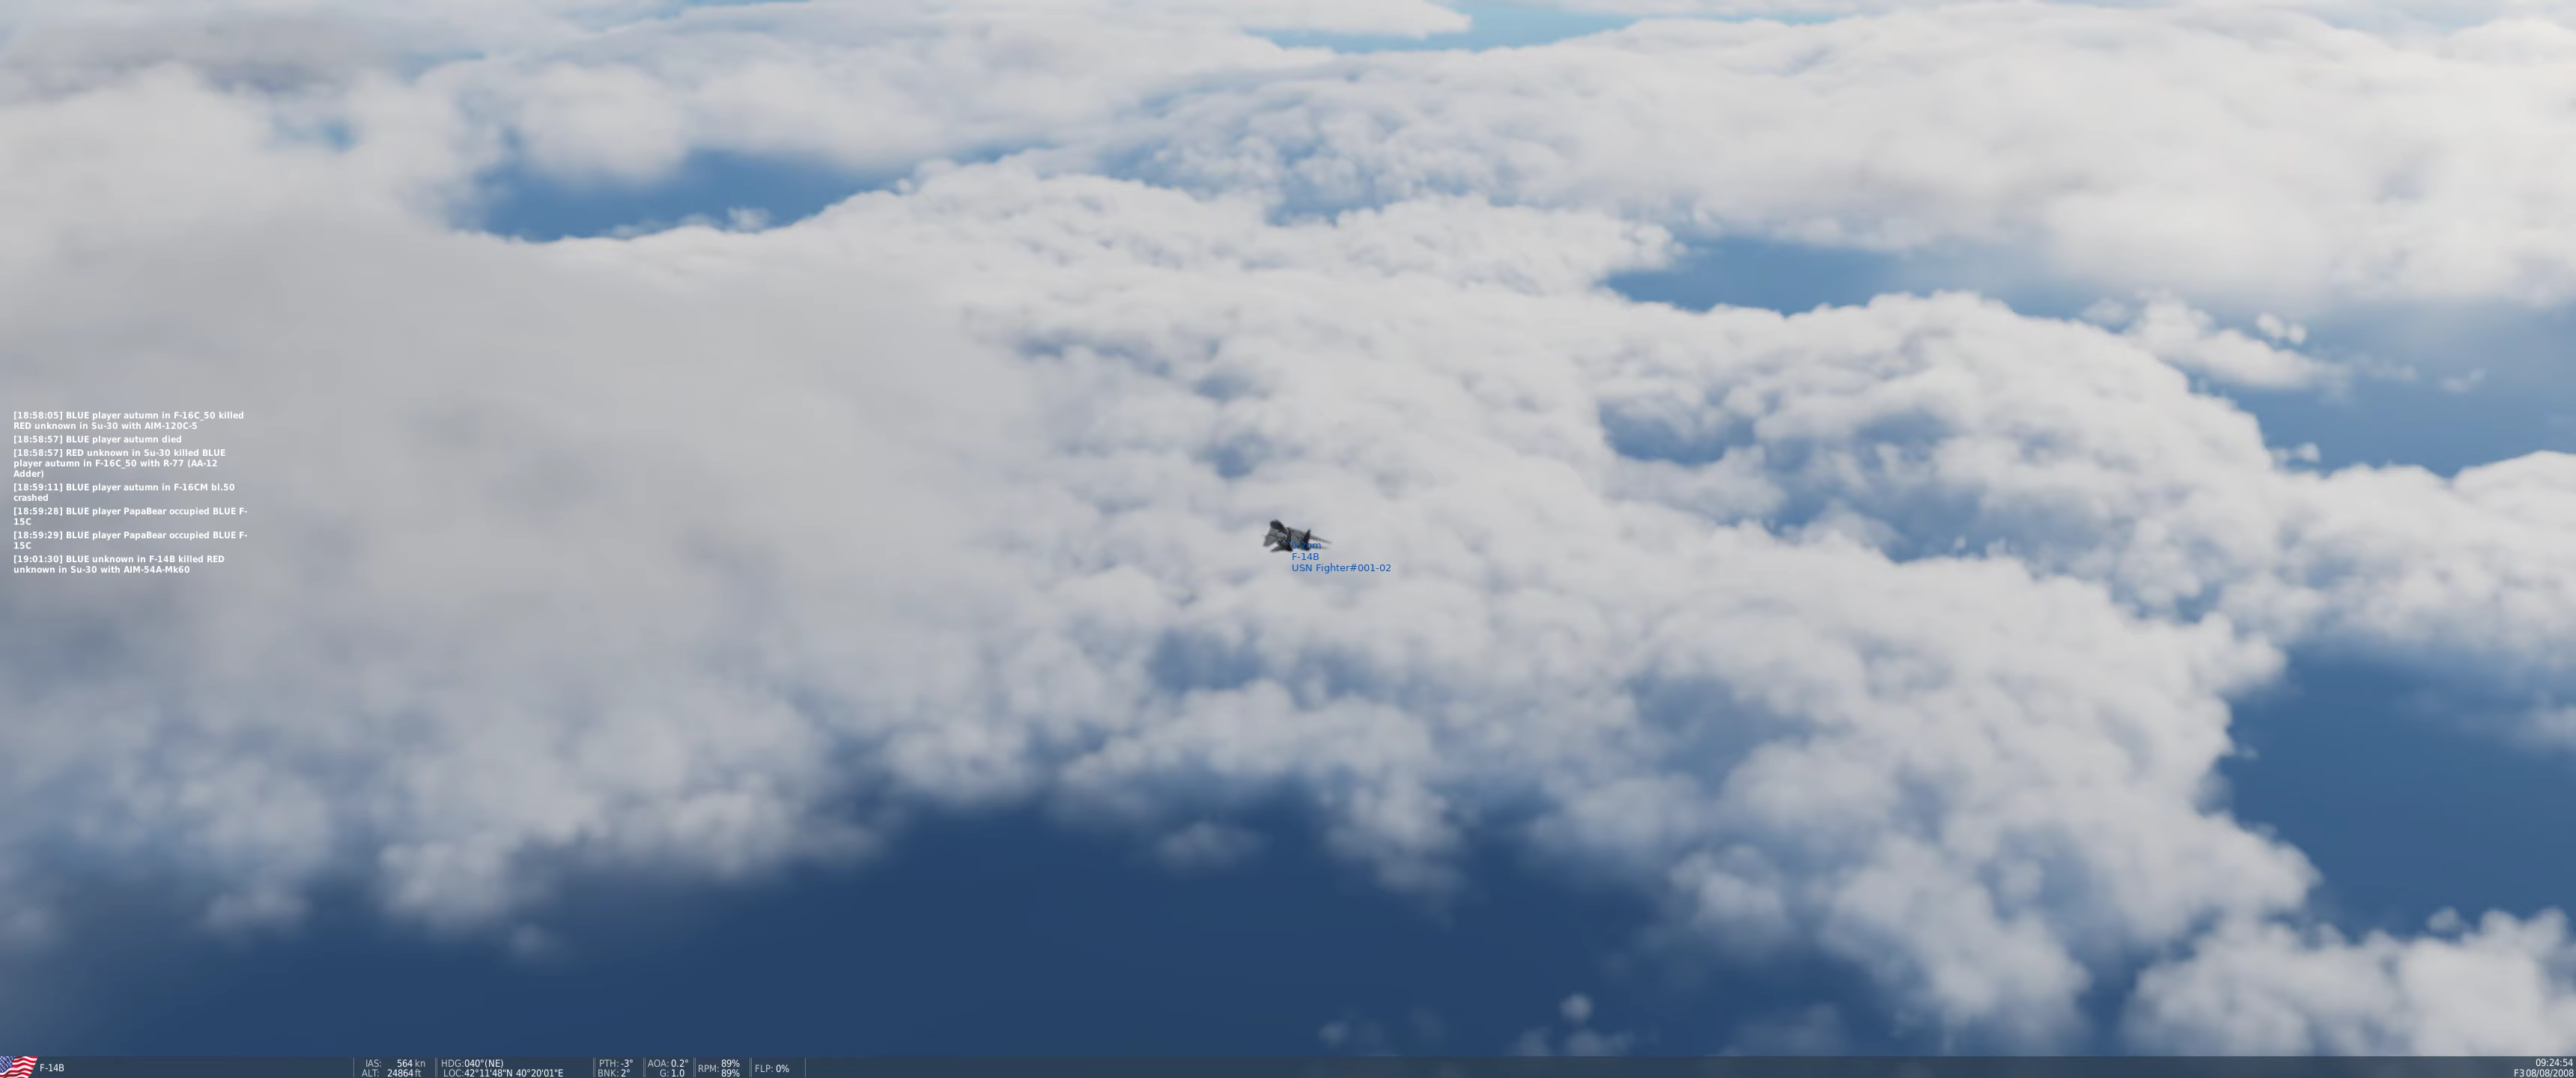 [18:58:05] BLUE player autumn in F-16C_50 killed
RED unknown in Su-30 with AIM-120C-5
[18:58:57] BLUE player autumn died
[18:58:57] RED unknown in Su-30 killed BLUE
player autumn in F-16C_50 with R-77 (AA-12
Adder)
[18:59:11] BLUE player autumn in F-16CM bl.50
crashed
[18:59:28] BLUE player PapaBear occupied BLUE F-
15C
[18:59:29] BLUE player PapaBear occupied BLUE F-
15C
[19:01:30] BLUE unknown in F-14B killed RED
unknown in Su-30 with AIM-54A-Mk60
F-14B
USN Fighter#001-02
F-14B
IAS: 564 kn
ALT: 24864 ft
HDG:040°(NE)
LOC:42°11'48"N 40°20'01"E
PTH: -3°
BNK: 2°
AOA: 0.2°
G: 1.0
RPM: 89%
89%
FLP: 0%
09:24:54
F3 08/08/2008